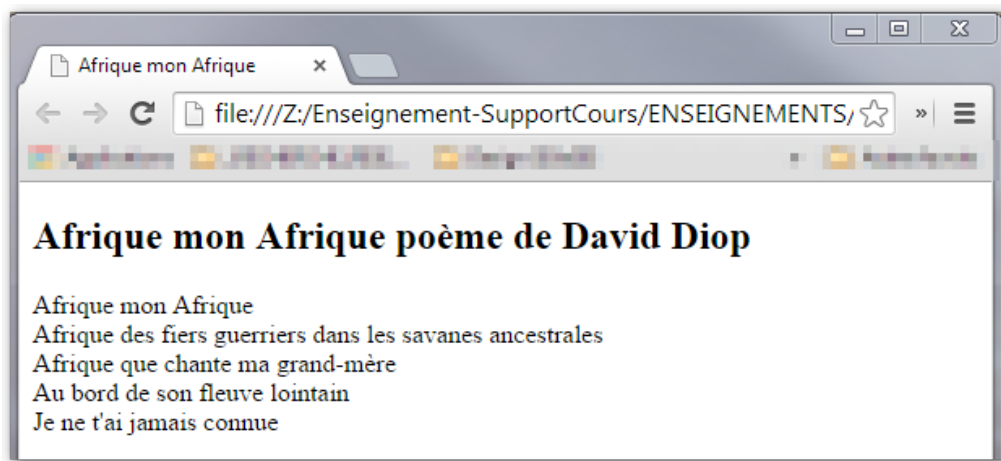 Afrique mon Afrique
file:///Z:/Enseignement-SupportCours/ENSEIGNEMENTS/
»
Afrique mon Afrique poème de David Diop
Afrique mon Afrique
Afrique des fiers guerriers dans les savanes ancestrales
Afrique que chante ma grand-mère
Au bord de son fleuve lointain
Je ne t'ai jamais connue